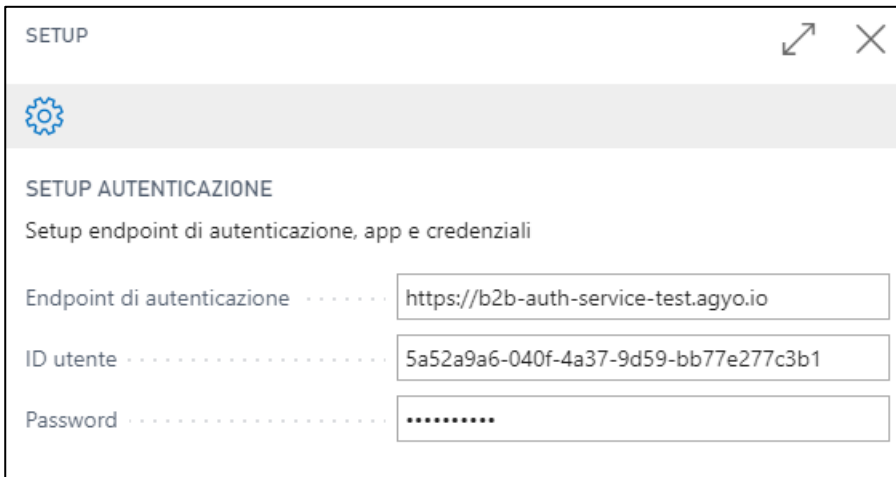 SETUP
SETUP AUTENTICAZIONE
Setup endpoint di autenticazione, app e credenziali
Endpoint di autenticazione https://b2b-auth-service-test.agyo.io
ID utente 5a52a9a6-040f-4a37-9d59-bb77e277c3b1
Password ••••••••••